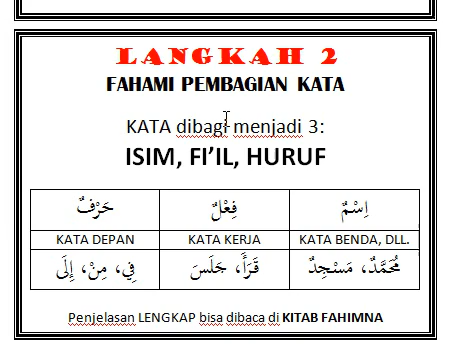 LANGKAH 2
FAHAMI PEMBAGIAN KATA
KATA dibagi menjadi 3:
ISIM, FI'IL, HURUF
اِسْمٌ فِعْلٌ حَرْفٌ
KATA DEPAN KATA KERJA KATA BENDA, DLL.
مُحَمَّدٌ، مَسْجِدٌ قَرَأَ، جَلَسَ فِي، مِنْ، إِلَى
Penjelasan LENGKAP bisa dibaca di KITAB FAHIMNA